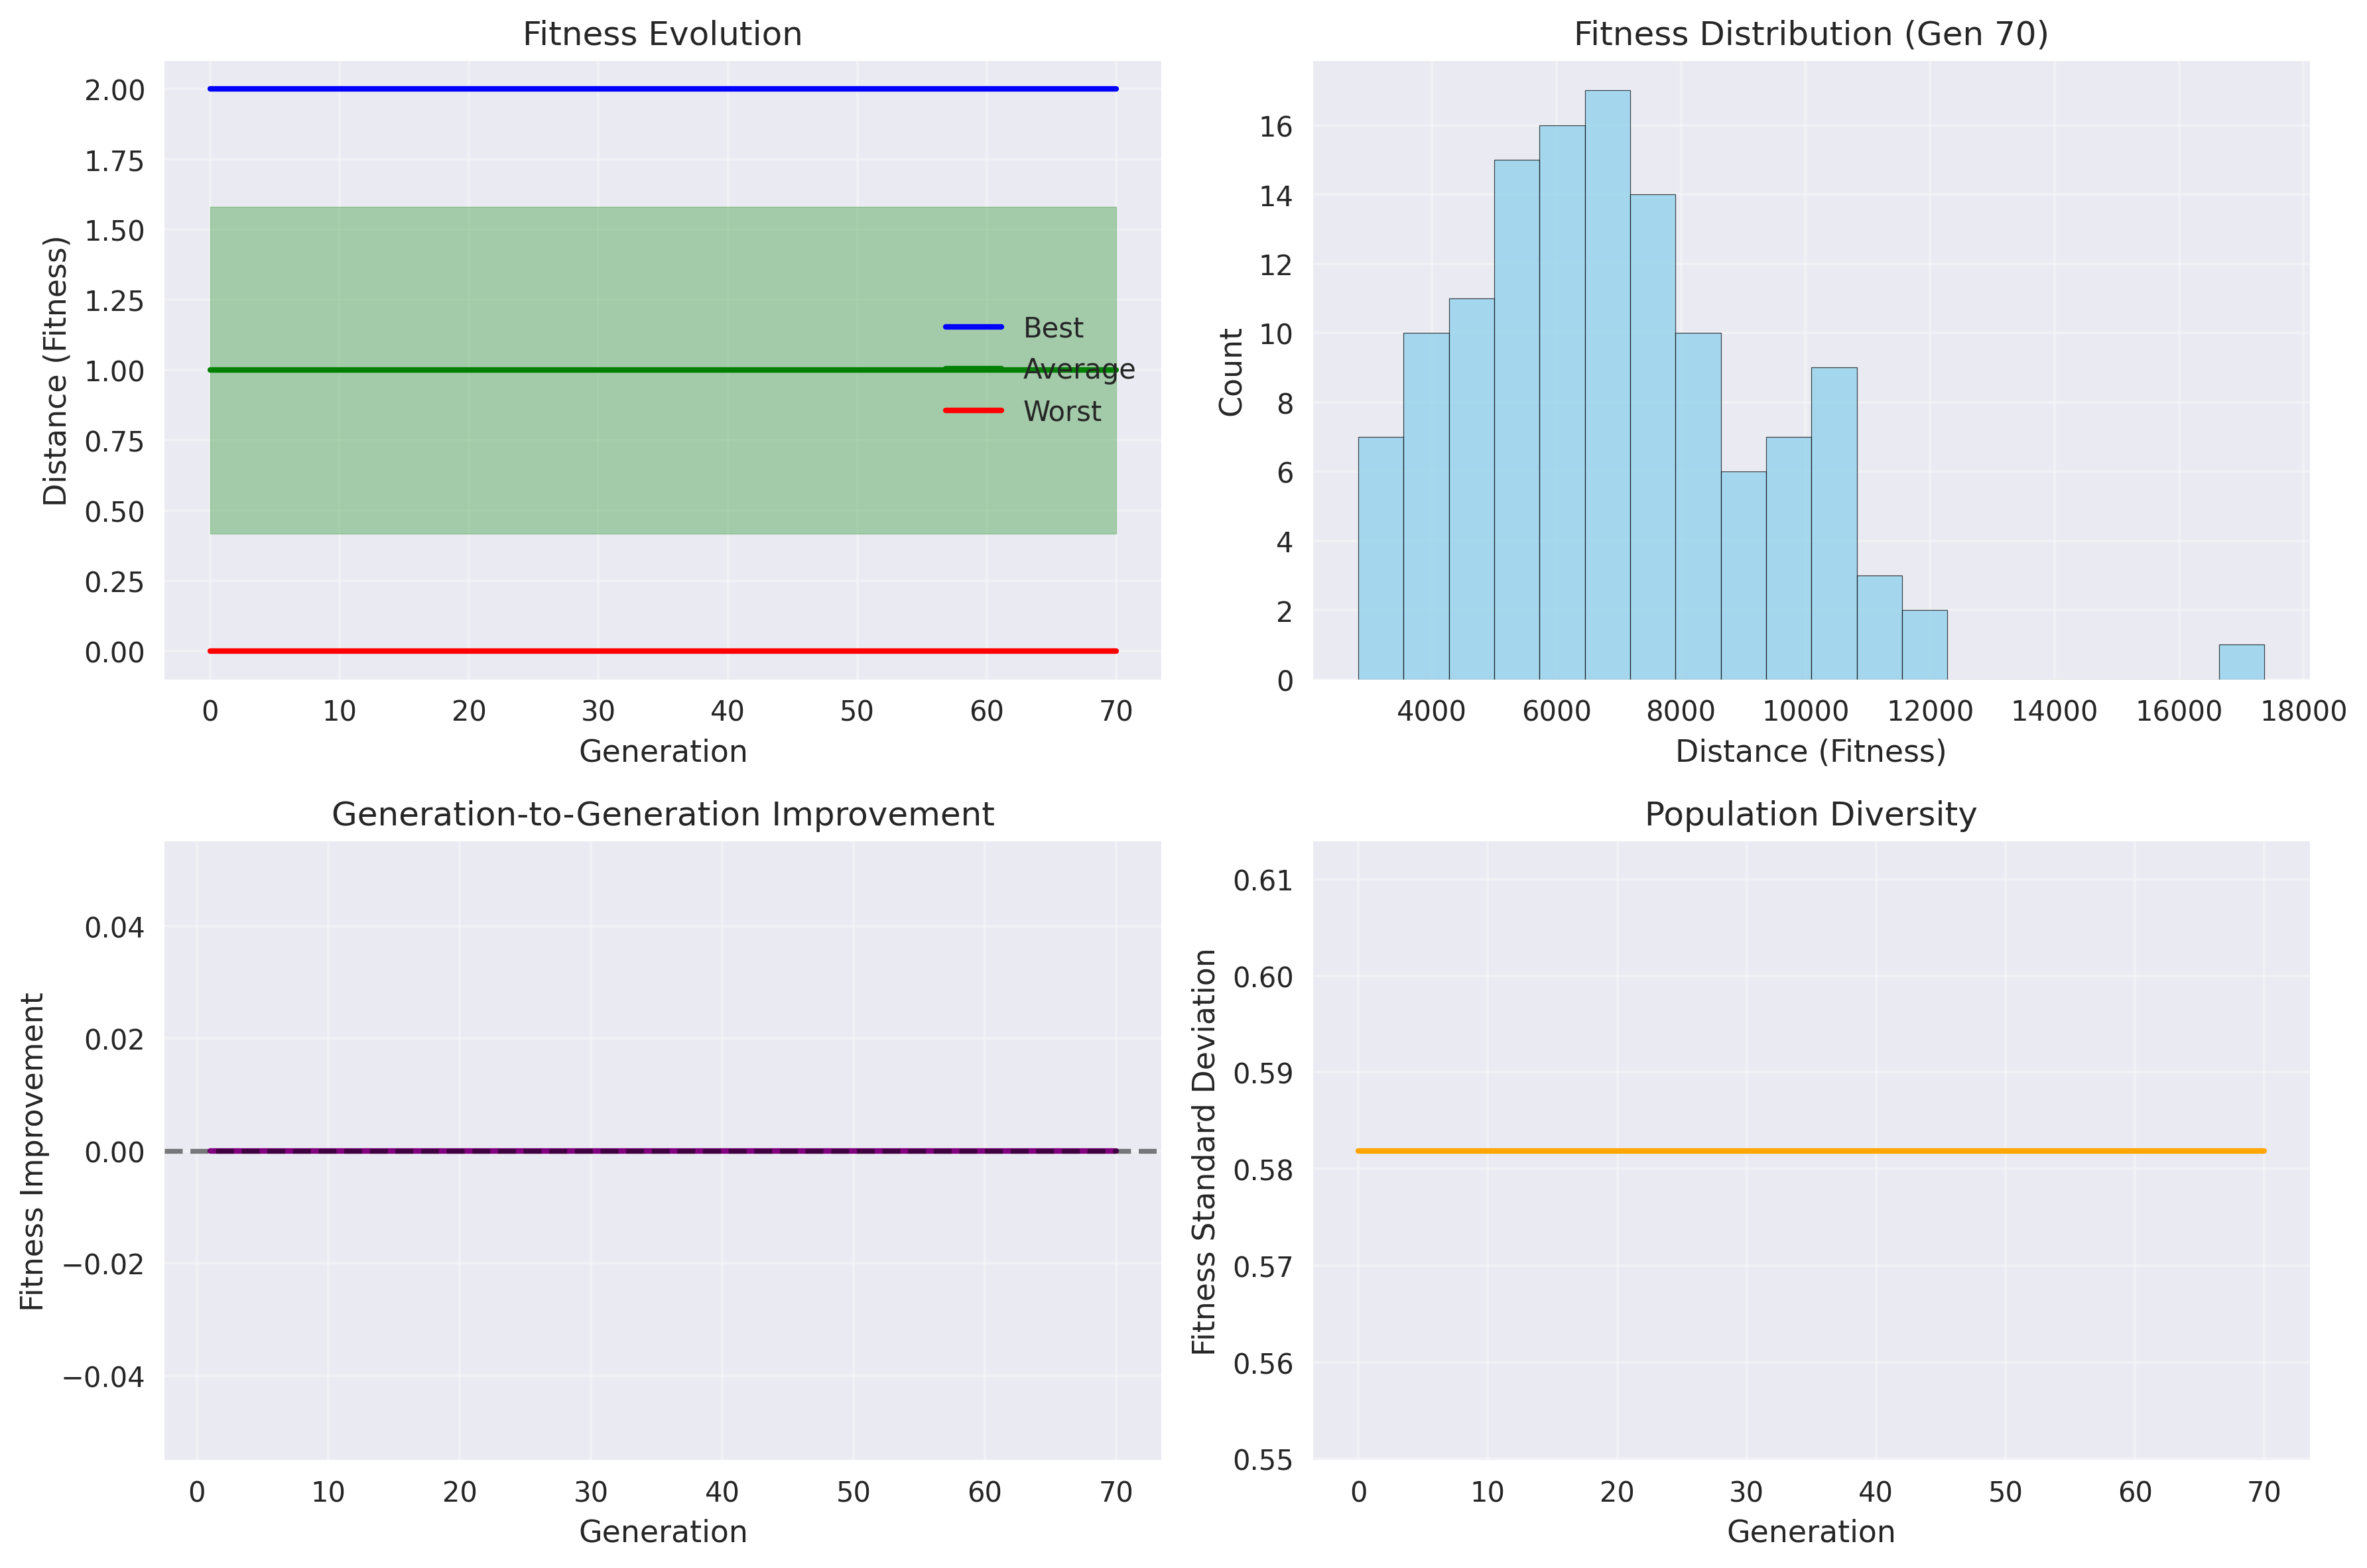 Fitness Evolution
Distance (Fitness)
2.00
1.75
1.50
1.25
1.00
0.75
0.50
0.25
0.00
Best
Average
Worst
0 10 20 30 40 50 60 70
Generation
Fitness Distribution (Gen 70)
Count
16
14
12
10
8
6
4
2
0
4000 6000 8000 10000 12000 14000 16000 18000
Distance (Fitness)
Generation-to-Generation Improvement
Fitness Improvement
0.04
0.02
0.00
−0.02
−0.04
0 10 20 30 40 50 60 70
Generation
Population Diversity
Fitness Standard Deviation
0.61
0.60
0.59
0.58
0.57
0.56
0.55
0 10 20 30 40 50 60 70
Generation